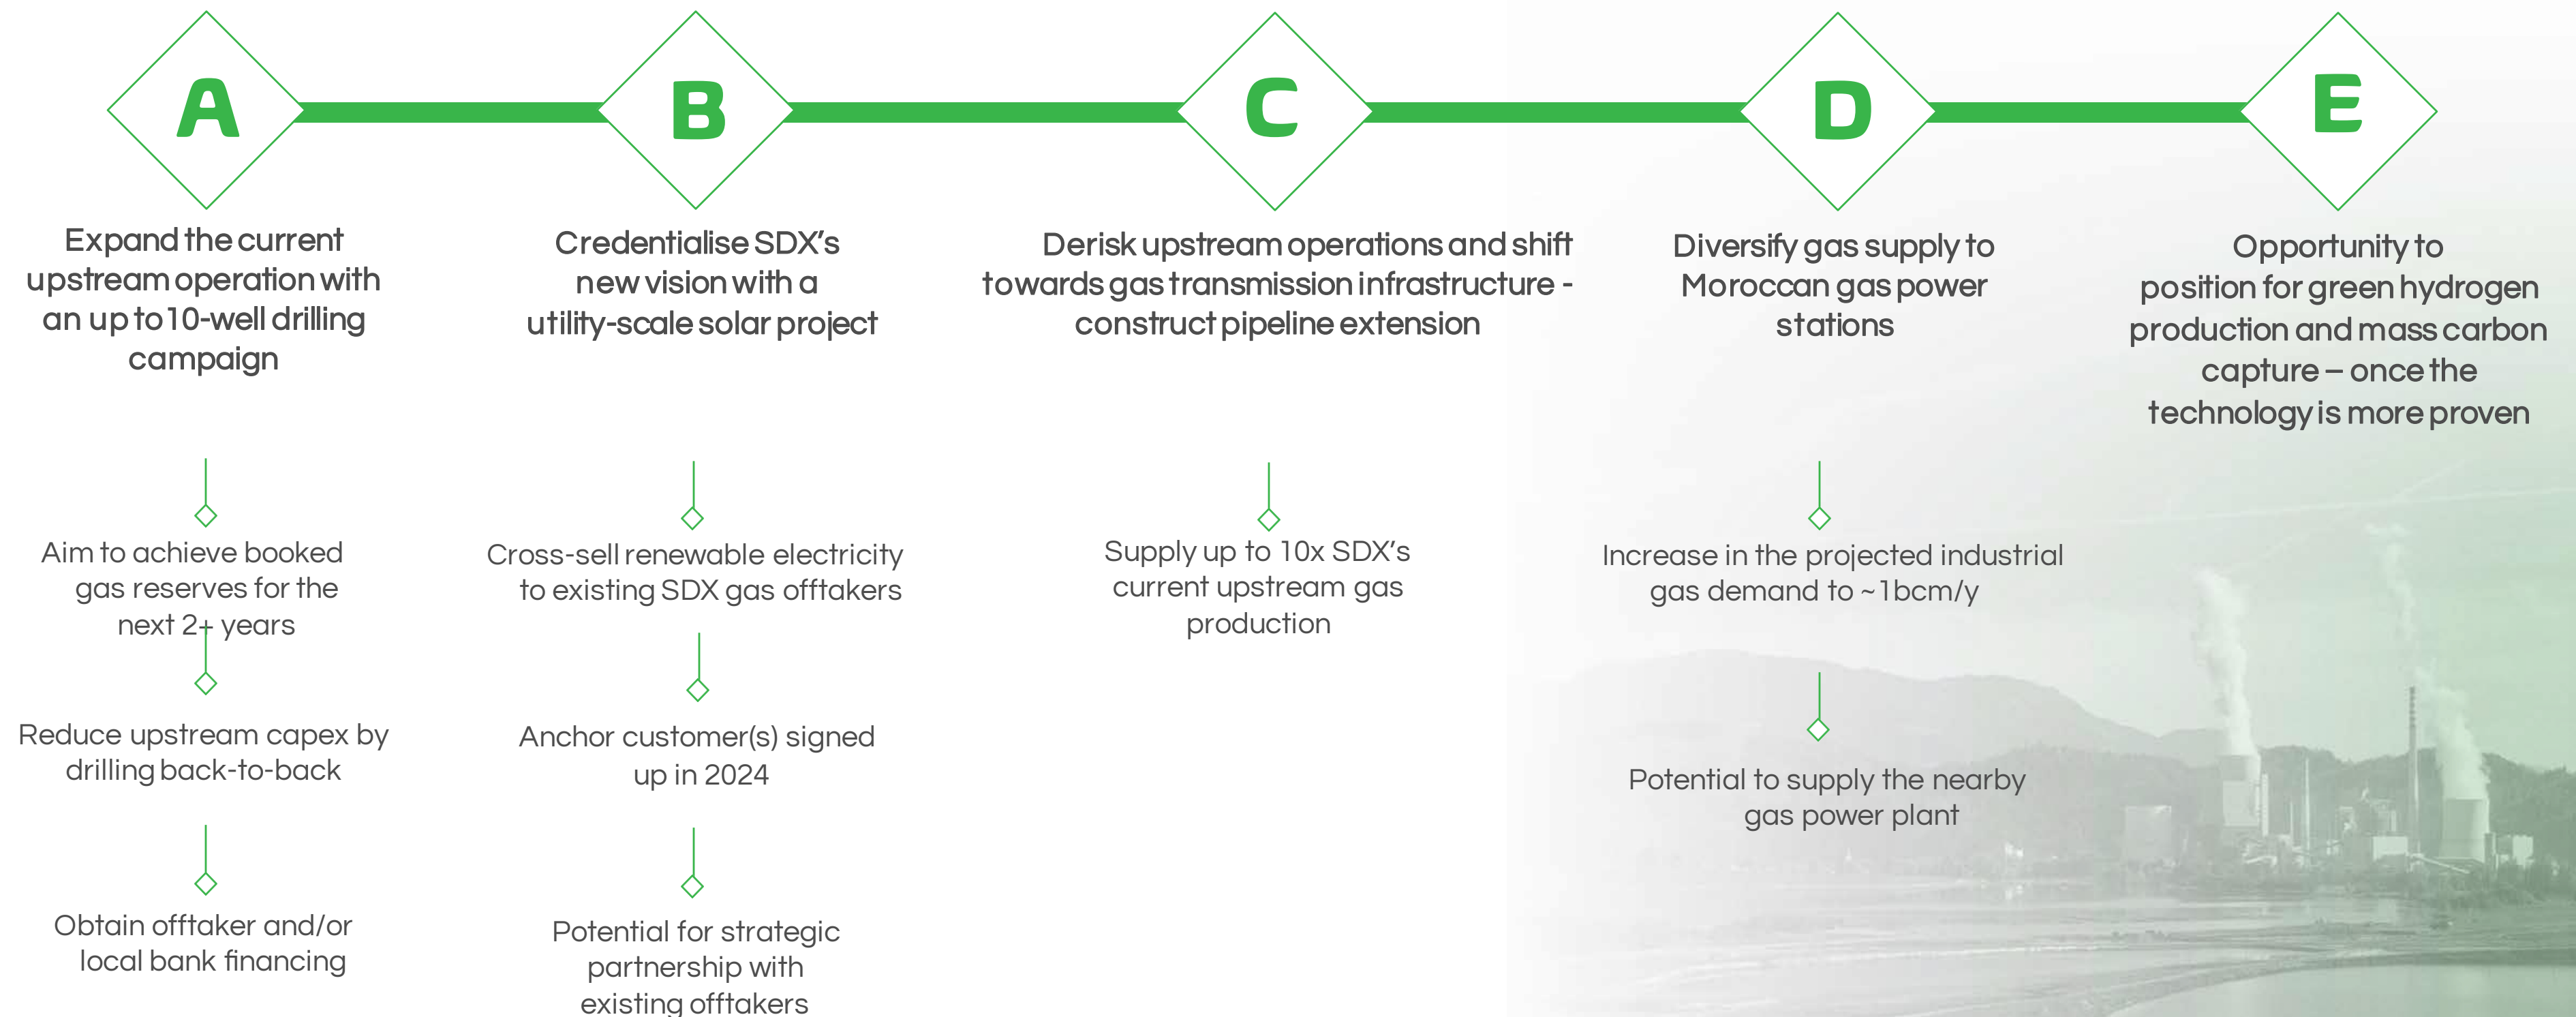 A
Expand the current
upstream operation with
an up to 10-well drilling
campaign
Aim to achieve booked
gas reserves for the
next 2+ years
Reduce upstream capex by
drilling back-to-back
Obtain offtaker and/or
local bank financing
B
Credentialise SDX’s
new vision with a
utility-scale solar project
Cross-sell renewable electricity
to existing SDX gas offtakers
Anchor customer(s) signed
up in 2024
Potential for strategic
partnership with
existing offtakers
C
Derisk upstream operations and shift
towards gas transmission infrastructure -
construct pipeline extension
Supply up to 10x SDX’s
current upstream gas
production
D
Diversify gas supply to
Moroccan gas power
stations
Increase in the projected industrial
gas demand to ~1bcm/y
Potential to supply the nearby
gas power plant
E
Opportunity to
position for green hydrogen
production and mass carbon
capture – once the
technology is more proven